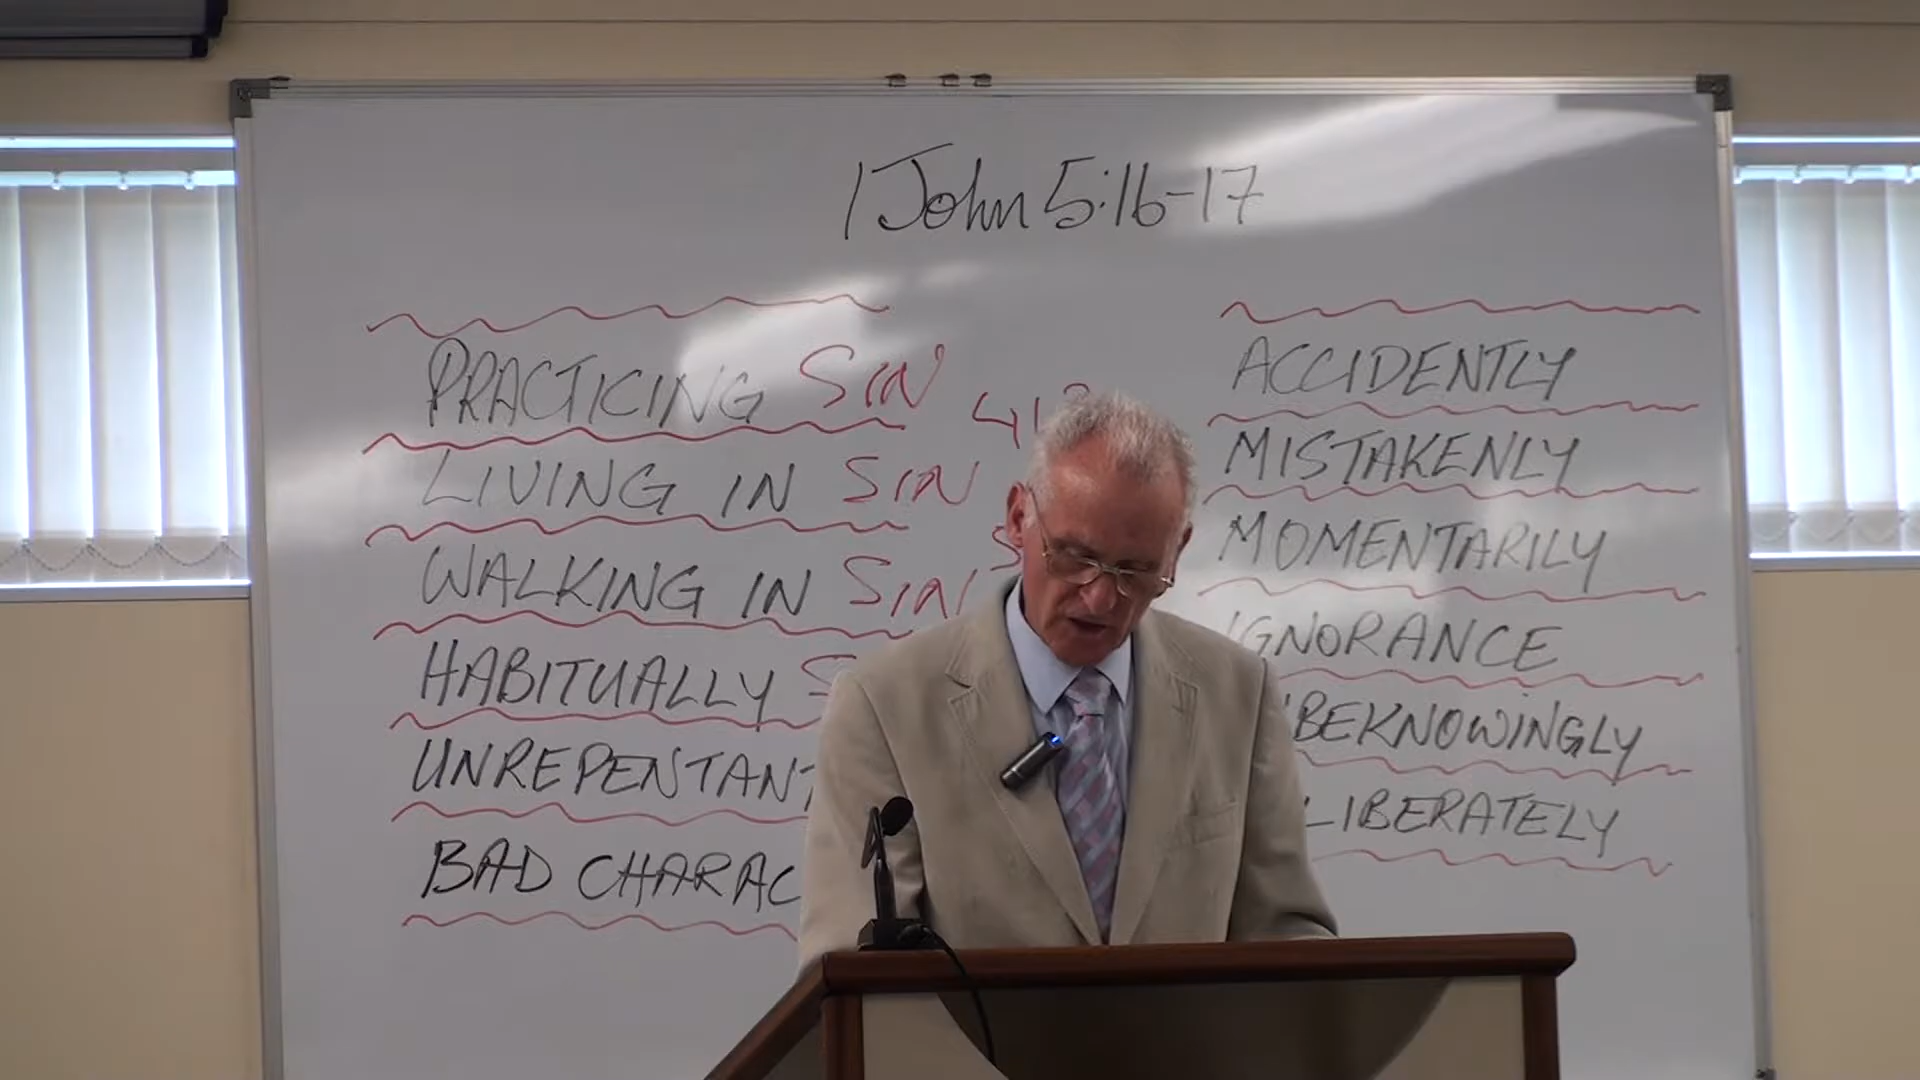 1 John 5:16-17
PRACTICING SIN
LIVING IN SIN
WALKING IN SIN
HABITUALLY S
UNREPENTANT
BAD CHARAC
ACCIDENTLY
MISTAKENLY
MOMENTARILY
IGNORANCE
BEKNOWINGLY
LIBERATELY